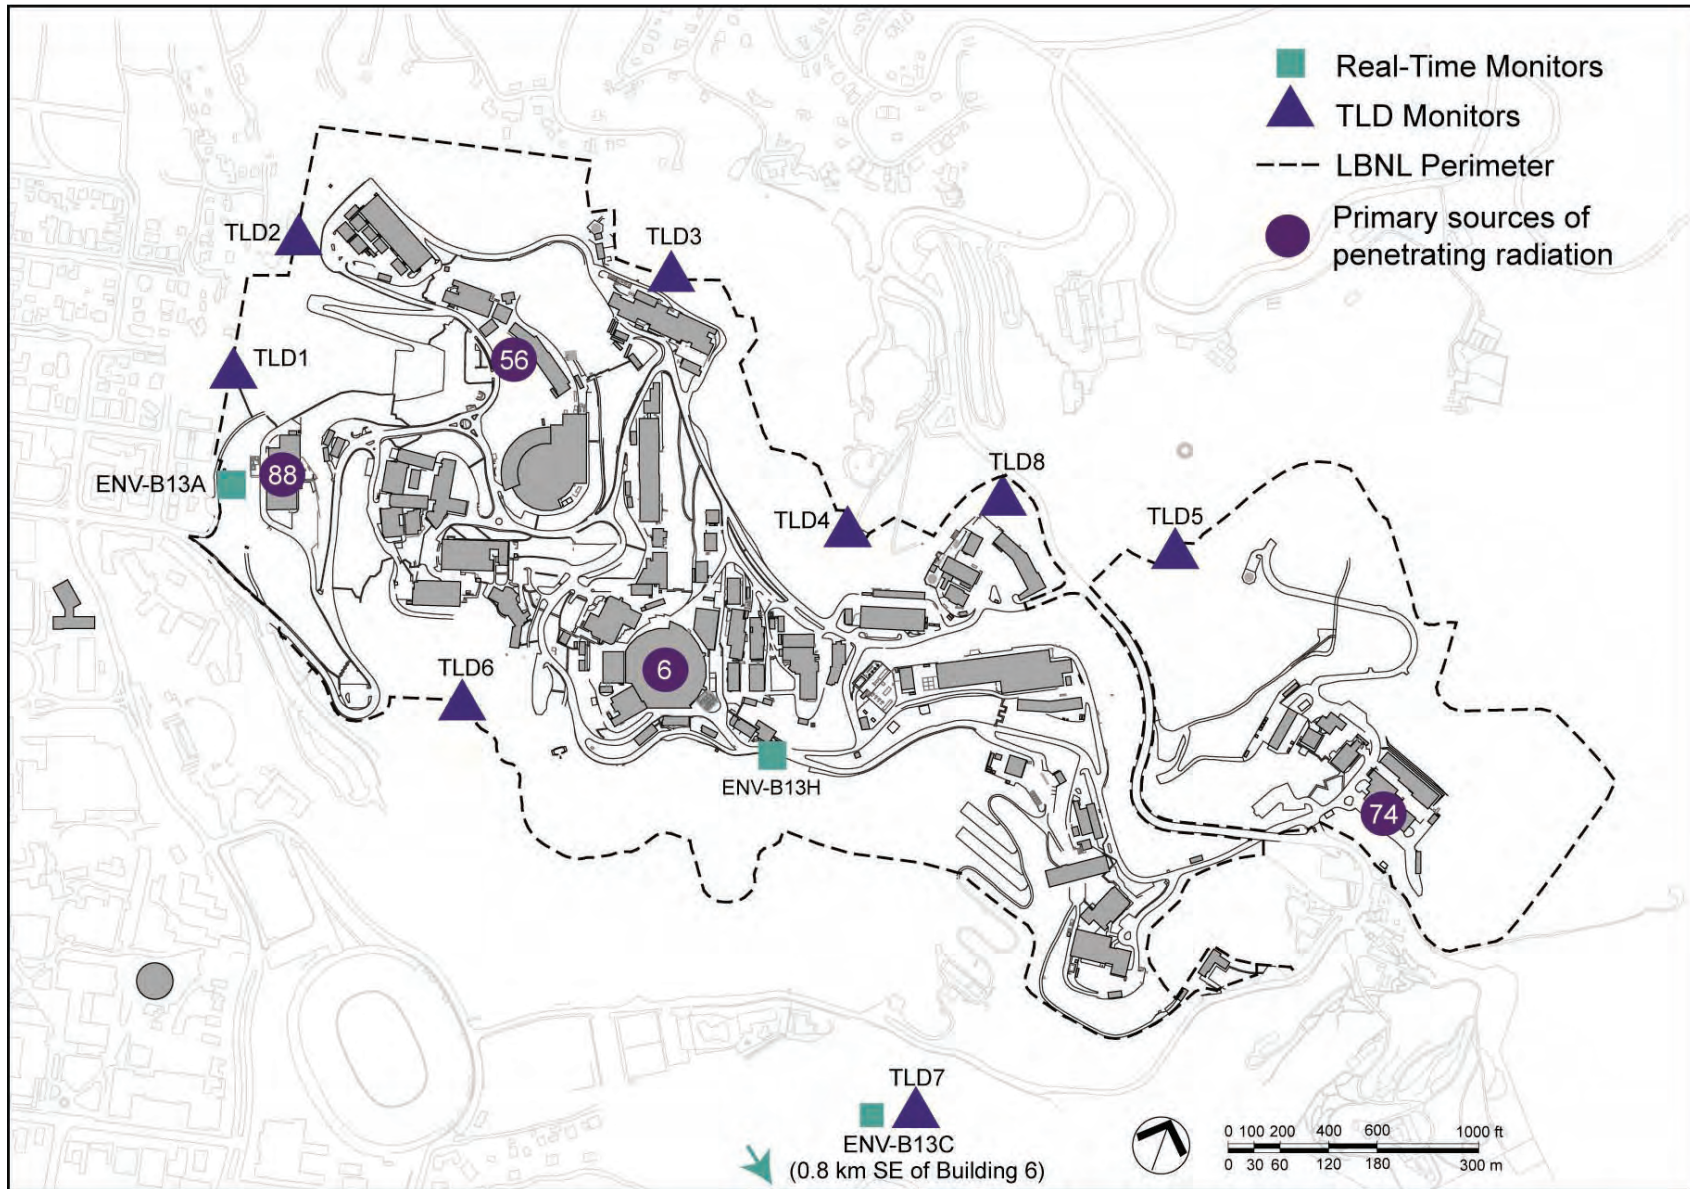 Real-Time Monitors
TLD Monitors
LBNL Perimeter
Primary sources of
penetrating radiation
TLD2
TLD3
TLD1
56
ENV-B13A
88
TLD8
TLD4
TLD5
TLD6
6
ENV-B13H
74
TLD7
ENV-B13C
(0.8 km SE of Building 6)
0 100 200 400 600 1000 ft
0 30 60 120 180 300 m